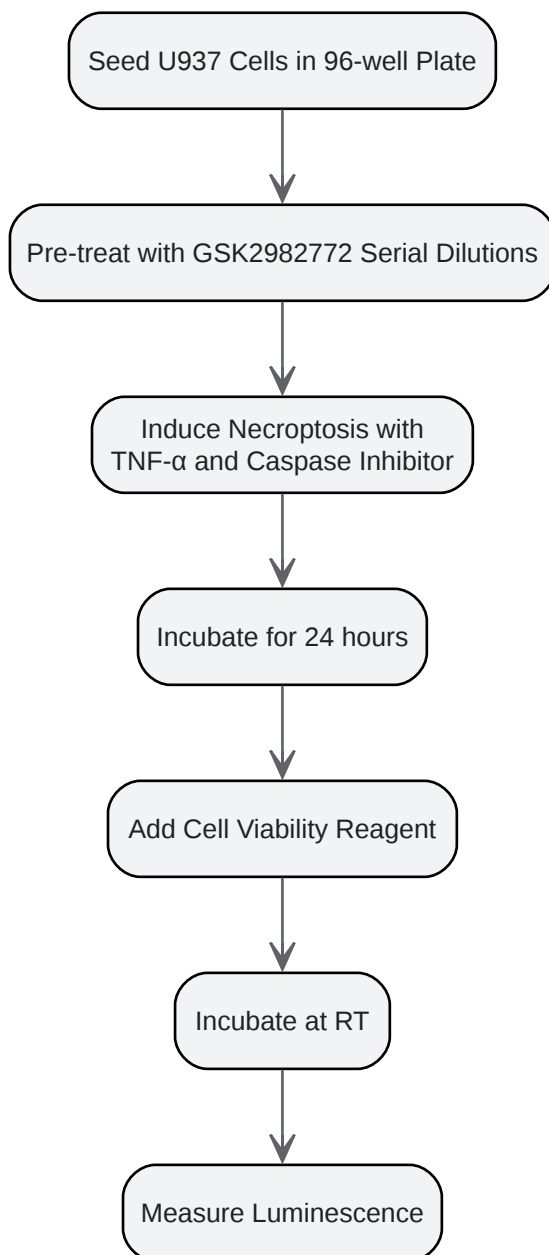 Seed U937 Cells in 96-well Plate
Pre-treat with GSK2982772 Serial Dilutions
Induce Necroptosis with
TNF-α and Caspase Inhibitor
Incubate for 24 hours
Add Cell Viability Reagent
Incubate at RT
Measure Luminescence